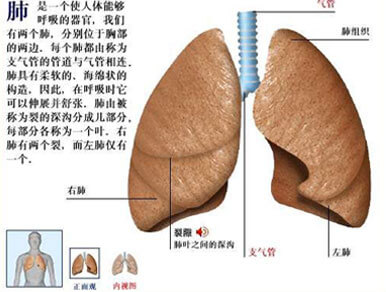 肺 是一个使人体能够
呼吸的器官，我们
有两个肺，分别位于胸部
的两边。每个肺都由称为
支气管的管道与气管相连.
肺具有柔软的、海绵状的
构造。因此，在呼吸时它
可以伸展并舒张。肺由被
称为裂的深沟分成几部分，
每部分各称为一个叶。右
肺有两个裂，而左肺仅有
一个.
气管
肺组织
右肺
裂隙
肺叶之间的深沟
支气管
左肺
正面观
内视图